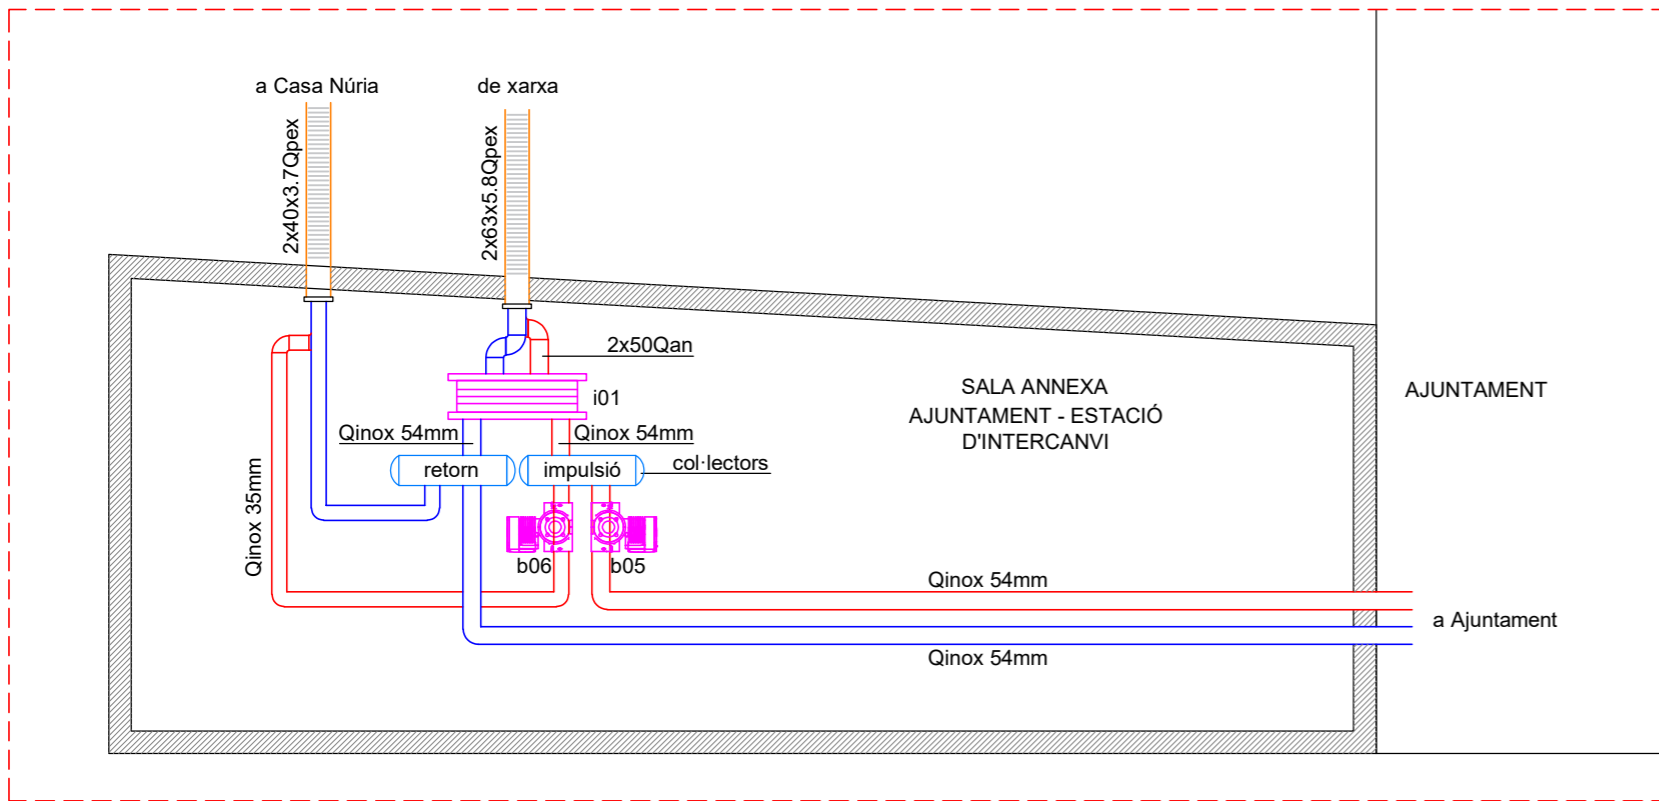 a Casa Núria
de xarxa
2x40x3.7Qpex
2x63x5.8Qpex
2x50Qan
i01
SALA ANNEXA
AJUNTAMENT - ESTACIÓ
D'INTERCANVI
AJUNTAMENT
Qinox 54mm
Qinox 54mm
retorn
impulsió
col·lectors
Qinox 35mm
b06
b05
Qinox 54mm
a Ajuntament
Qinox 54mm